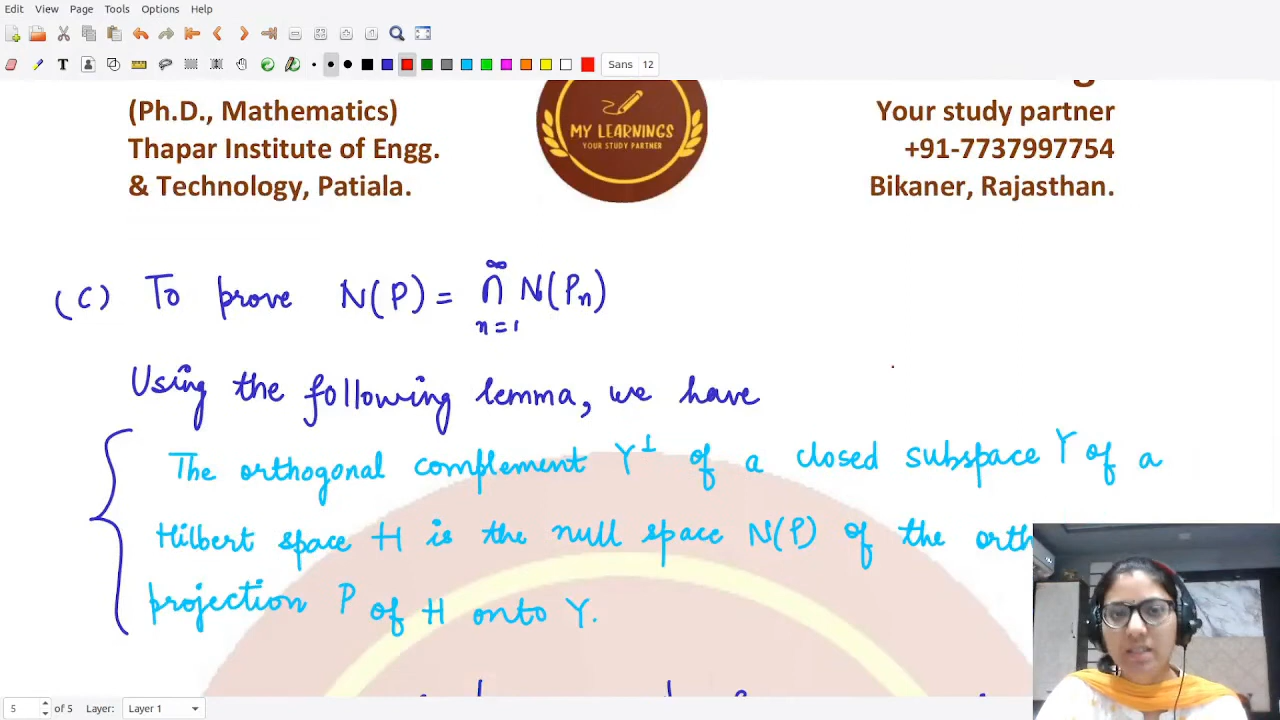 Edit View Page Tools Options Help
Sans 12
(Ph.D., Mathematics)
Thapar Institute of Engg.
& Technology, Patiala.
MY LEARNINGS
YOUR STUDY PARTNER
Your study partner
+91-7737997754
Bikaner, Rajasthan.
(C) To prove N(P) = ∩_{n=1}^{∞} N(Pn)
Using the following lemma, we have
The orthogonal complement Y⊥ of a closed subspace Y of a
Hilbert space H is the null space N(P) of the orth
projection P of H onto Y.
5 of 5 Layer: Layer 1